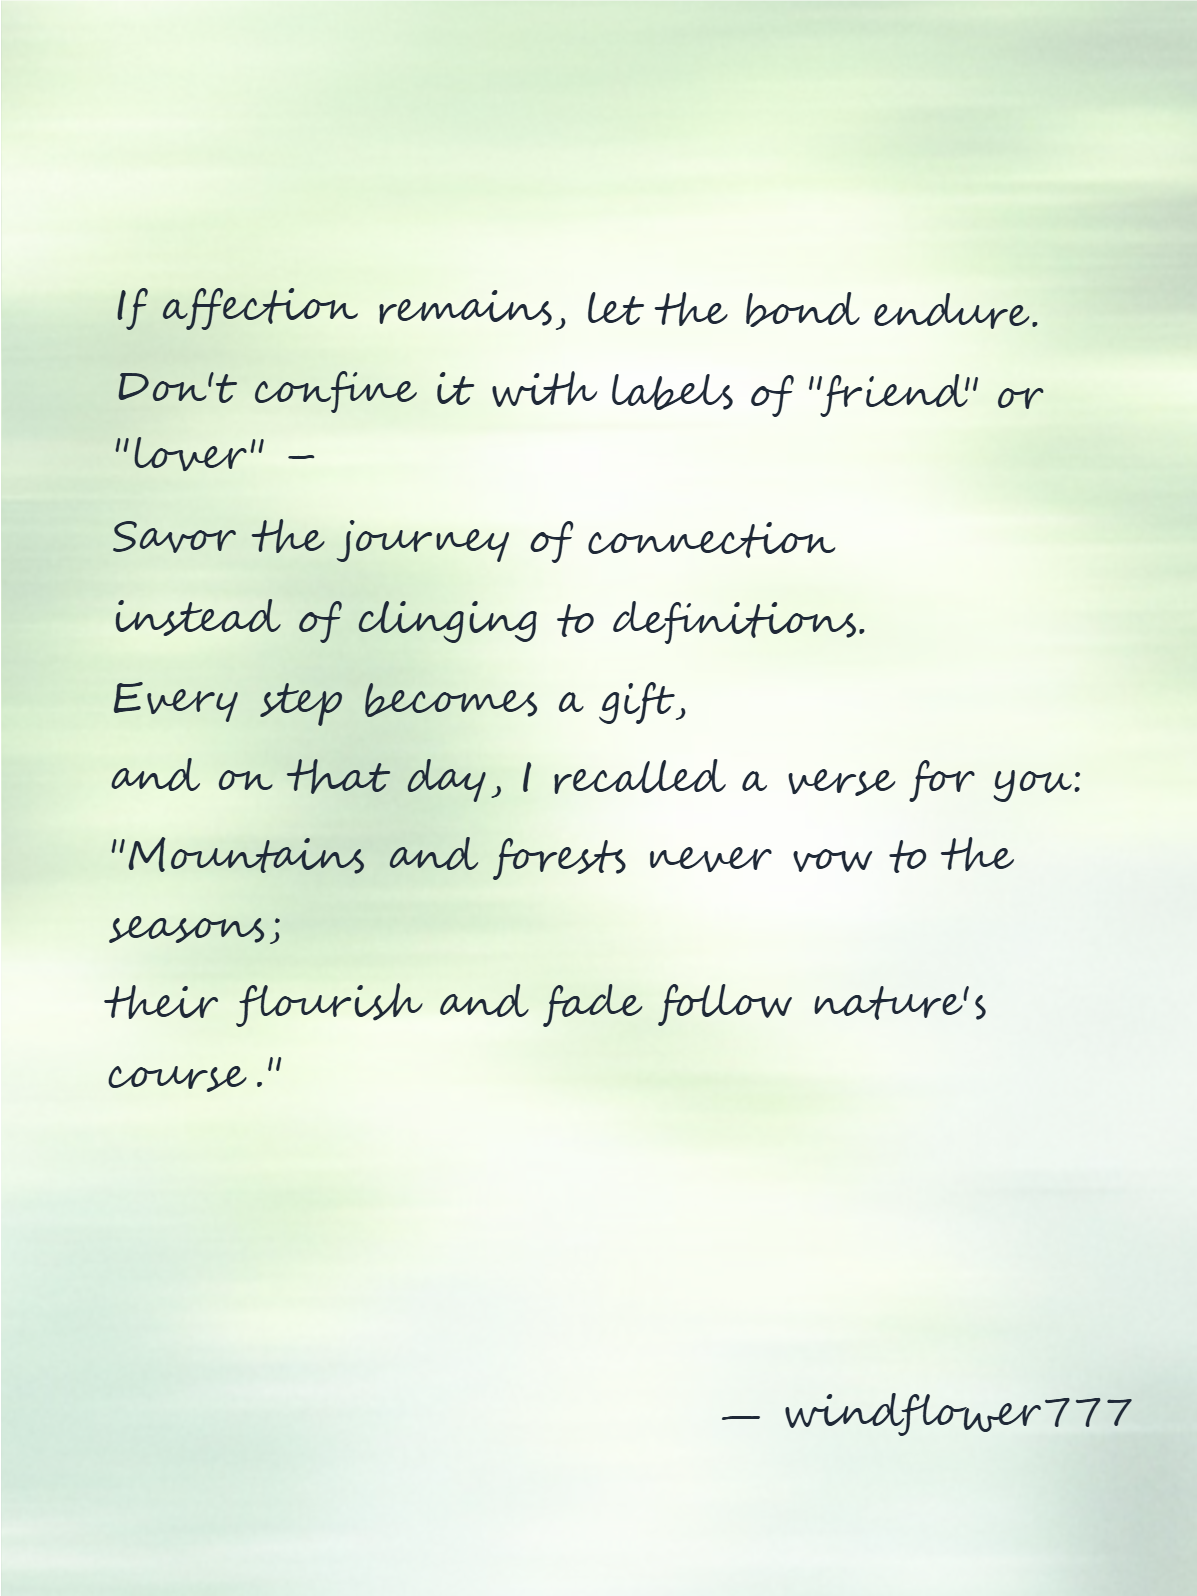 If affection remains, let the bond endure.
Don't confine it with labels of "friend" or
"lover" —
Savor the journey of connection
instead of clinging to definitions.
Every step becomes a gift,
and on that day, I recalled a verse for you:
"Mountains and forests never vow to the
seasons;
their flourish and fade follow nature's
course."
— windflower777